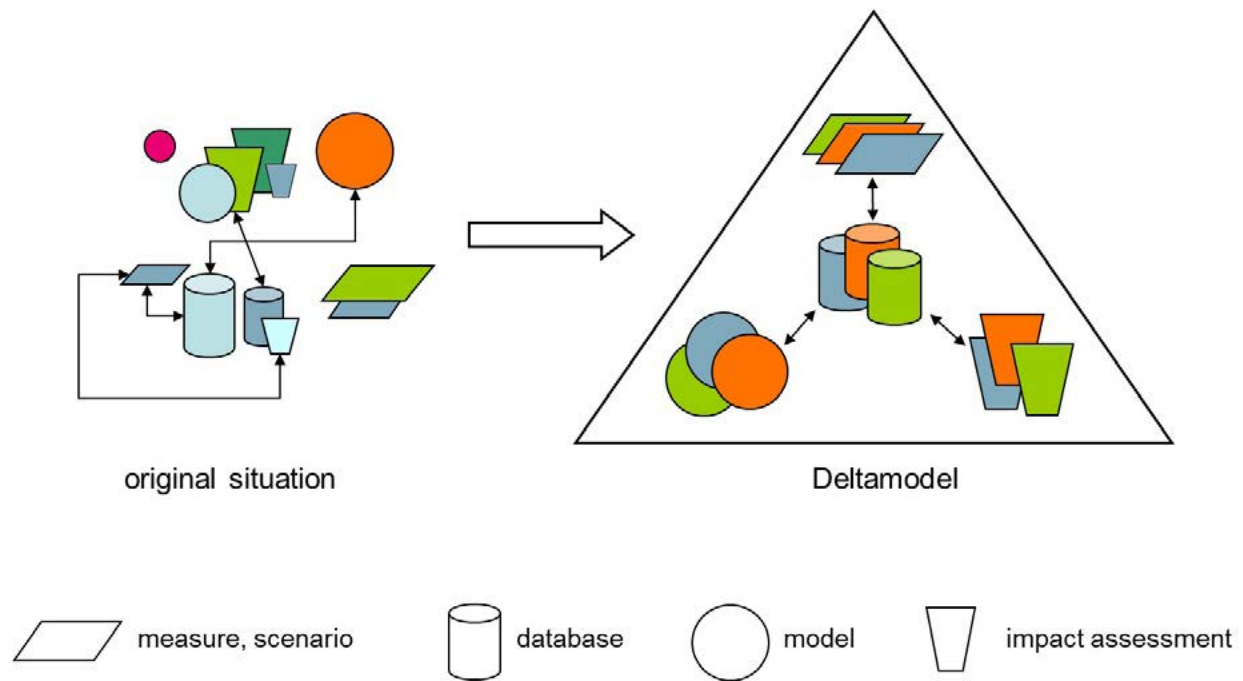 original situation
Deltamodel
measure, scenario
database
model
impact assessment